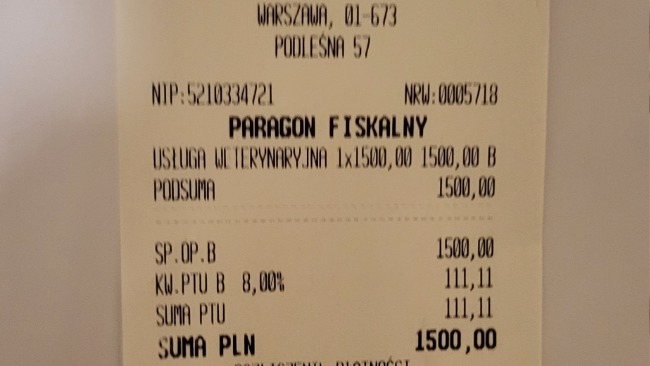 WARSZAWA, 01-673
PODLEŚNA 57
NIP:5210334721 NRW:0005718
PARAGON FISKALNY
USŁUGA WETERYNARYJNA 1x1500,00 1500,00 B
PODSUMA 1500,00
SP.OP.B 1500,00
KW.PTU B 8,00% 111,11
SUMA PTU 111,11
SUMA PLN 1500,00
ROZLICZENIE PŁATNOŚCI